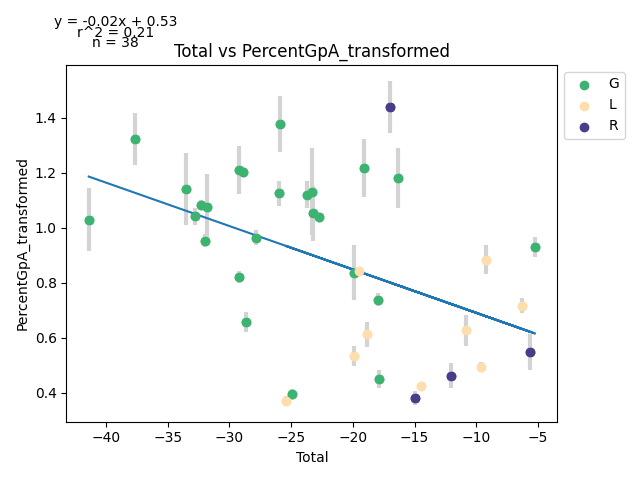 y = -0.02x + 0.53
r^2 = 0.21
n = 38
Total vs PercentGpA_transformed
PercentGpA_transformed
1.4
1.2
1.0
0.8
0.6
0.4
−40
−35
−30
−25
−20
−15
−10
−5
Total
G
L
R